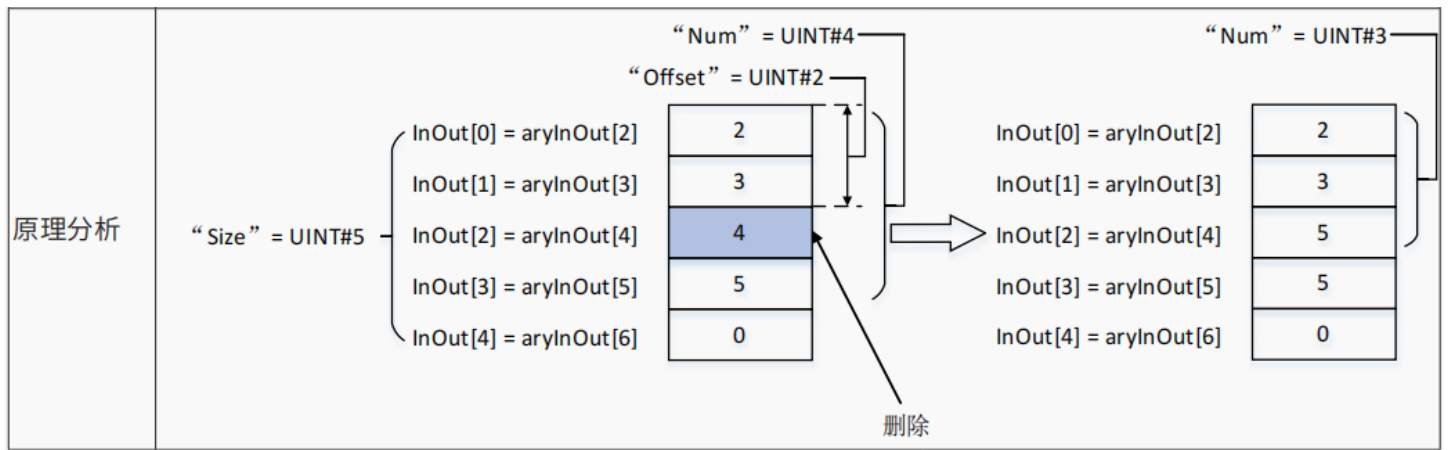 “Num” = UINT#4
“Num” = UINT#3
“Offset” = UINT#2
InOut[0] = aryInOut[2]
2
InOut[0] = aryInOut[2]
2
InOut[1] = aryInOut[3]
3
InOut[1] = aryInOut[3]
3
原理分析
“Size” = UINT#5
InOut[2] = aryInOut[4]
4
InOut[2] = aryInOut[4]
5
InOut[3] = aryInOut[5]
5
InOut[3] = aryInOut[5]
5
InOut[4] = aryInOut[6]
0
InOut[4] = aryInOut[6]
0
删除